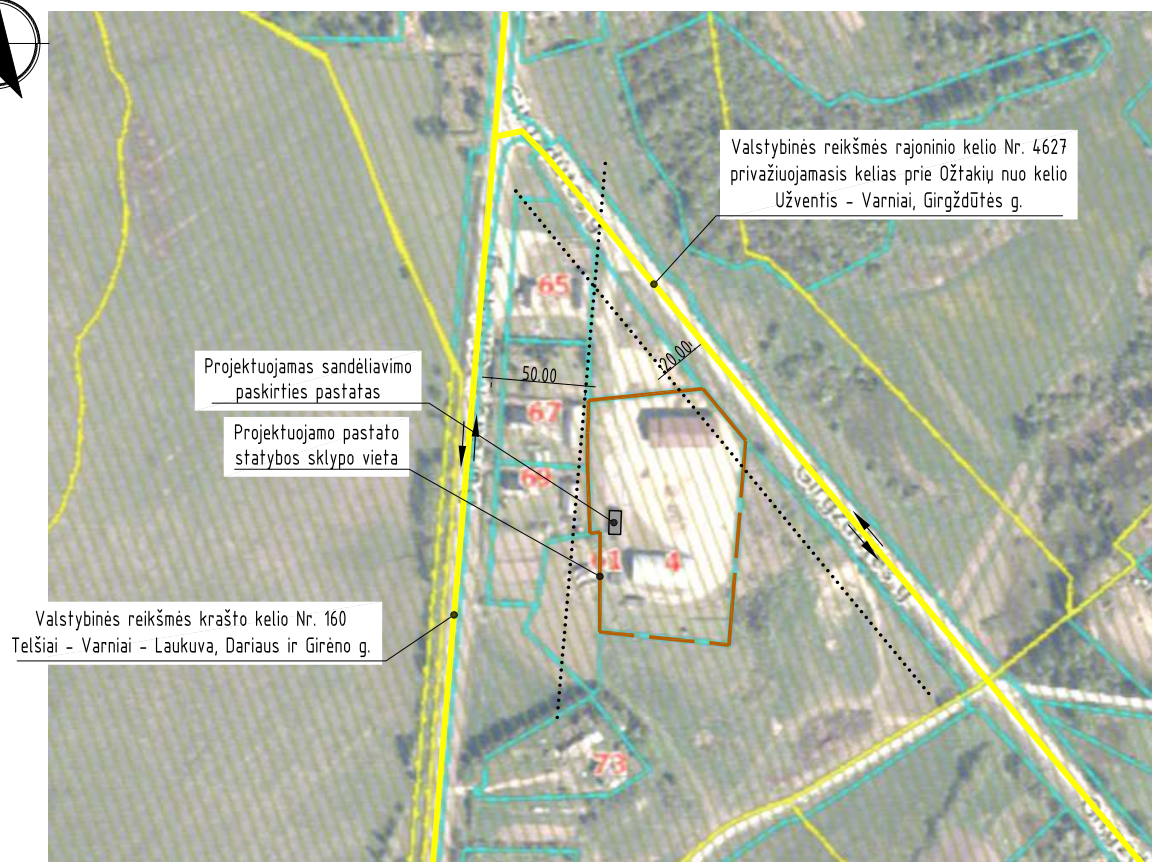 Valstybinės reikšmės rajoninio kelio Nr. 4627
privažiuojamasis kelias prie Ožtakių nuo kelio
Užventis - Varniai, Girgždūtės g.
65
20.00
Projektuojamas sandėliavimo
paskirties pastatas
50.00
67
Projektuojamo pastato
statybos sklypo vieta
69
61
4
Valstybinės reikšmės krašto kelio Nr. 160
Telšiai - Varniai - Laukuva, Dariaus ir Girėno g.
73